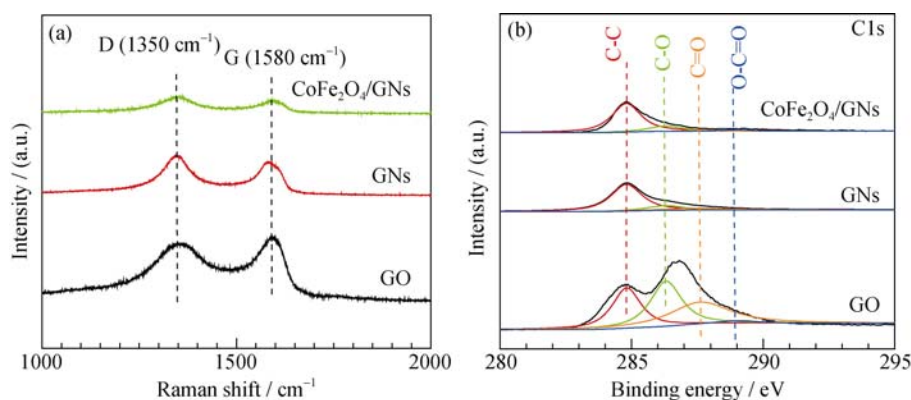 (a)
D (1350 cm⁻¹)
G (1580 cm⁻¹)
CoFe₂O₄/GNs
GNs
GO
Intensity / (a.u.)
1000
1500
2000
Raman shift / cm⁻¹
(b)
C1s
C-C
C-O
C=O
O-C=O
CoFe₂O₄/GNs
GNs
GO
Intensity / (a.u.)
280
285
290
295
Binding energy / eV